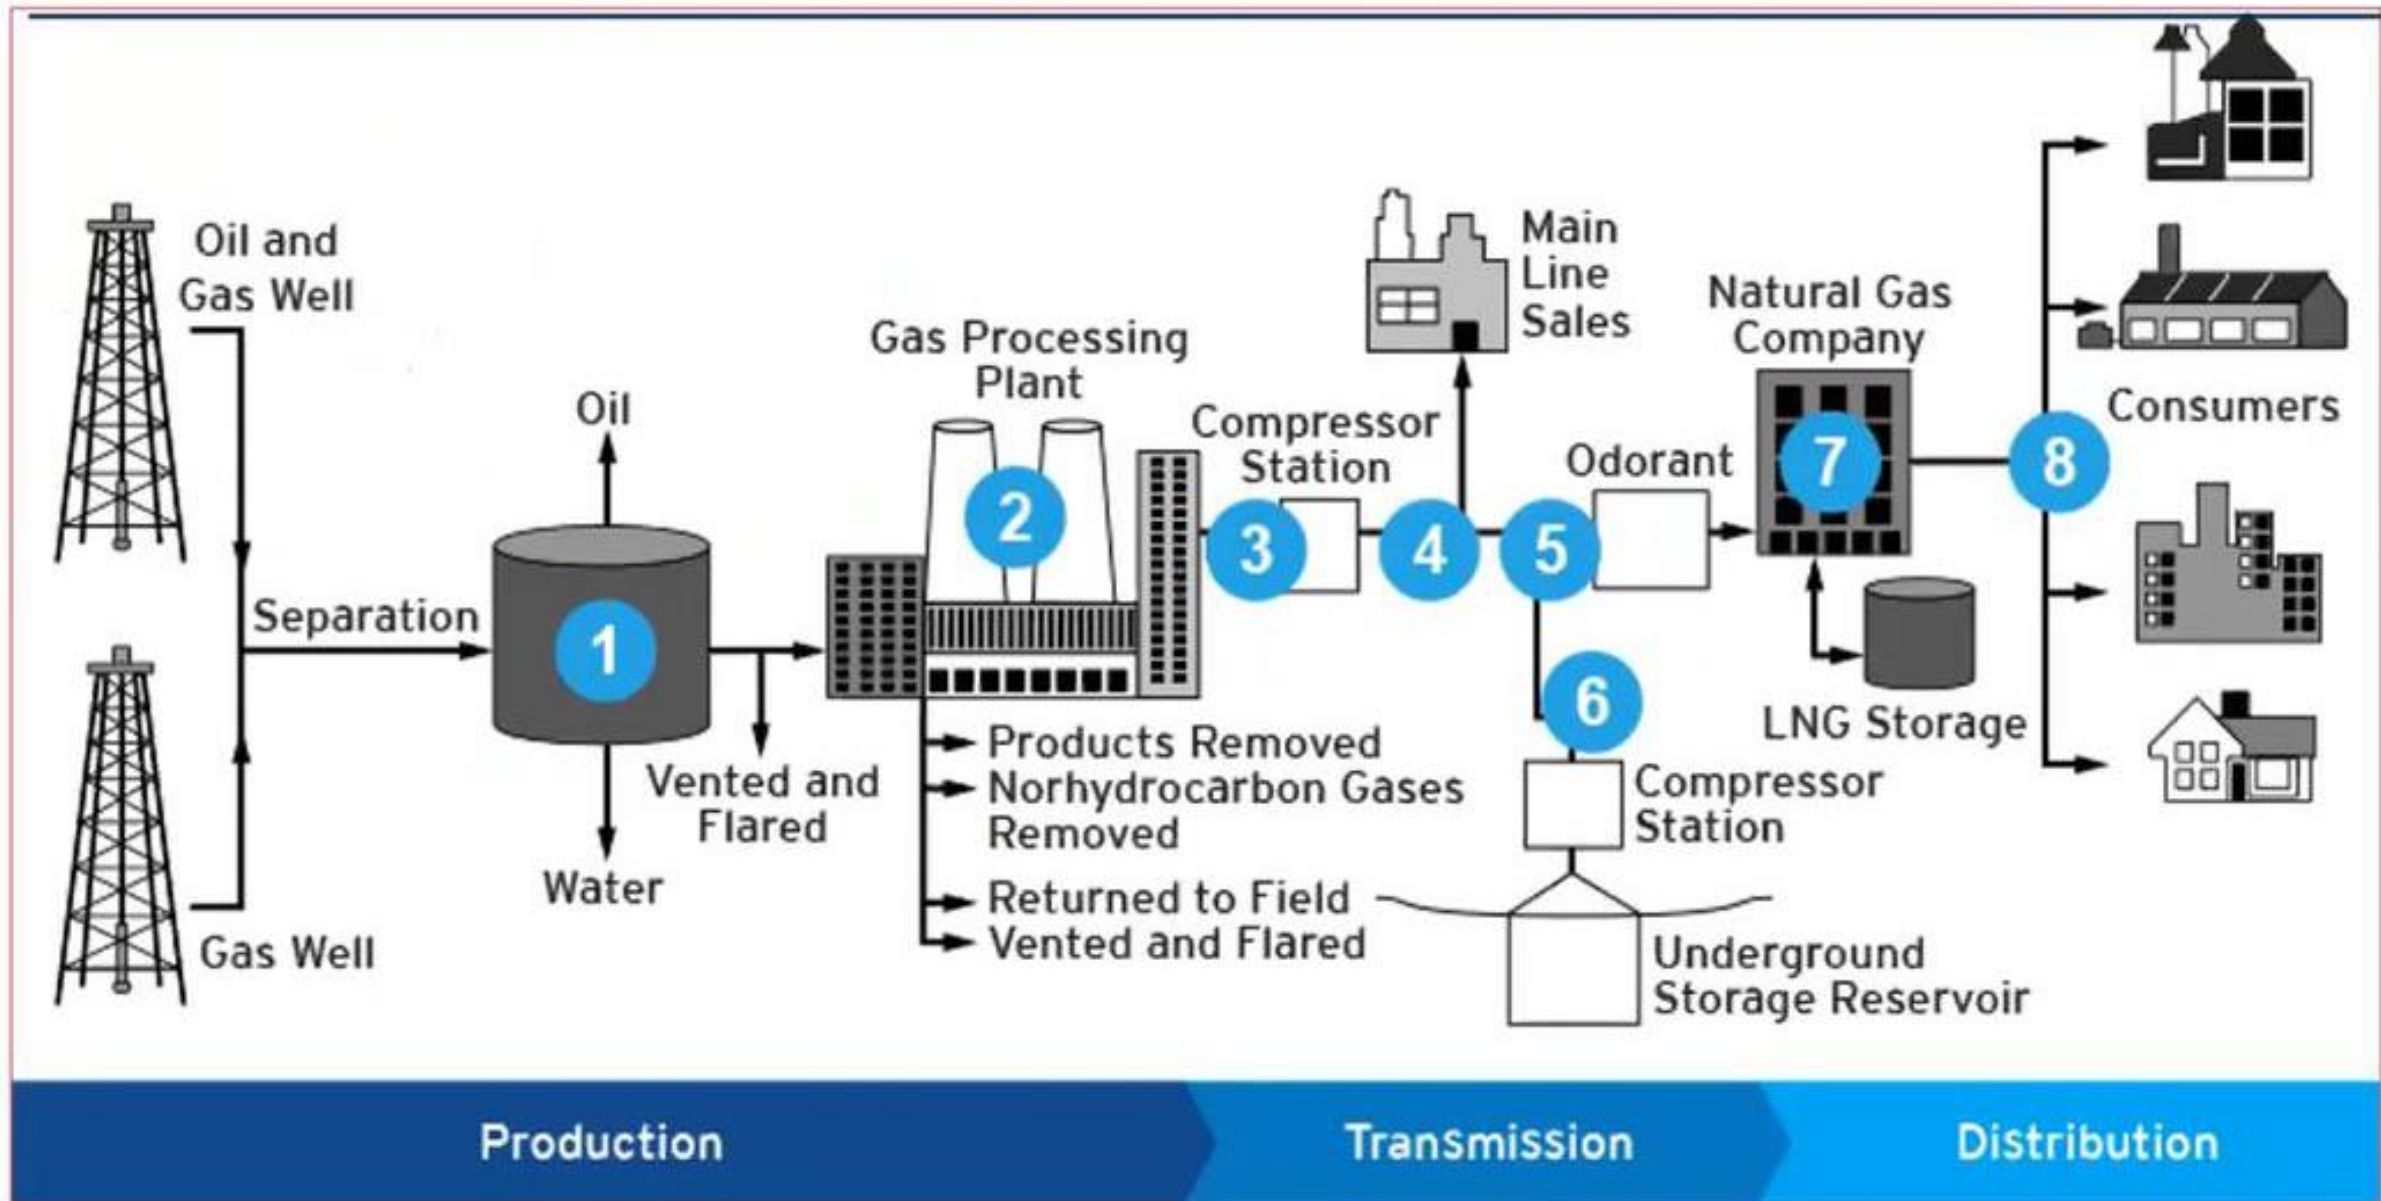 Oil and
Gas Well
Separation
Gas Well
Oil
1
Water
Vented and
Flared
Gas Processing
Plant
2
Products Removed
Norhydrocarbon Gases
Removed
Returned to Field
Vented and Flared
Compressor
Station
3
4
Main
Line
Sales
5
Odorant
6
Compressor
Station
Underground
Storage Reservoir
Natural Gas
Company
7
LNG Storage
8
Consumers
Production
Transmission
Distribution